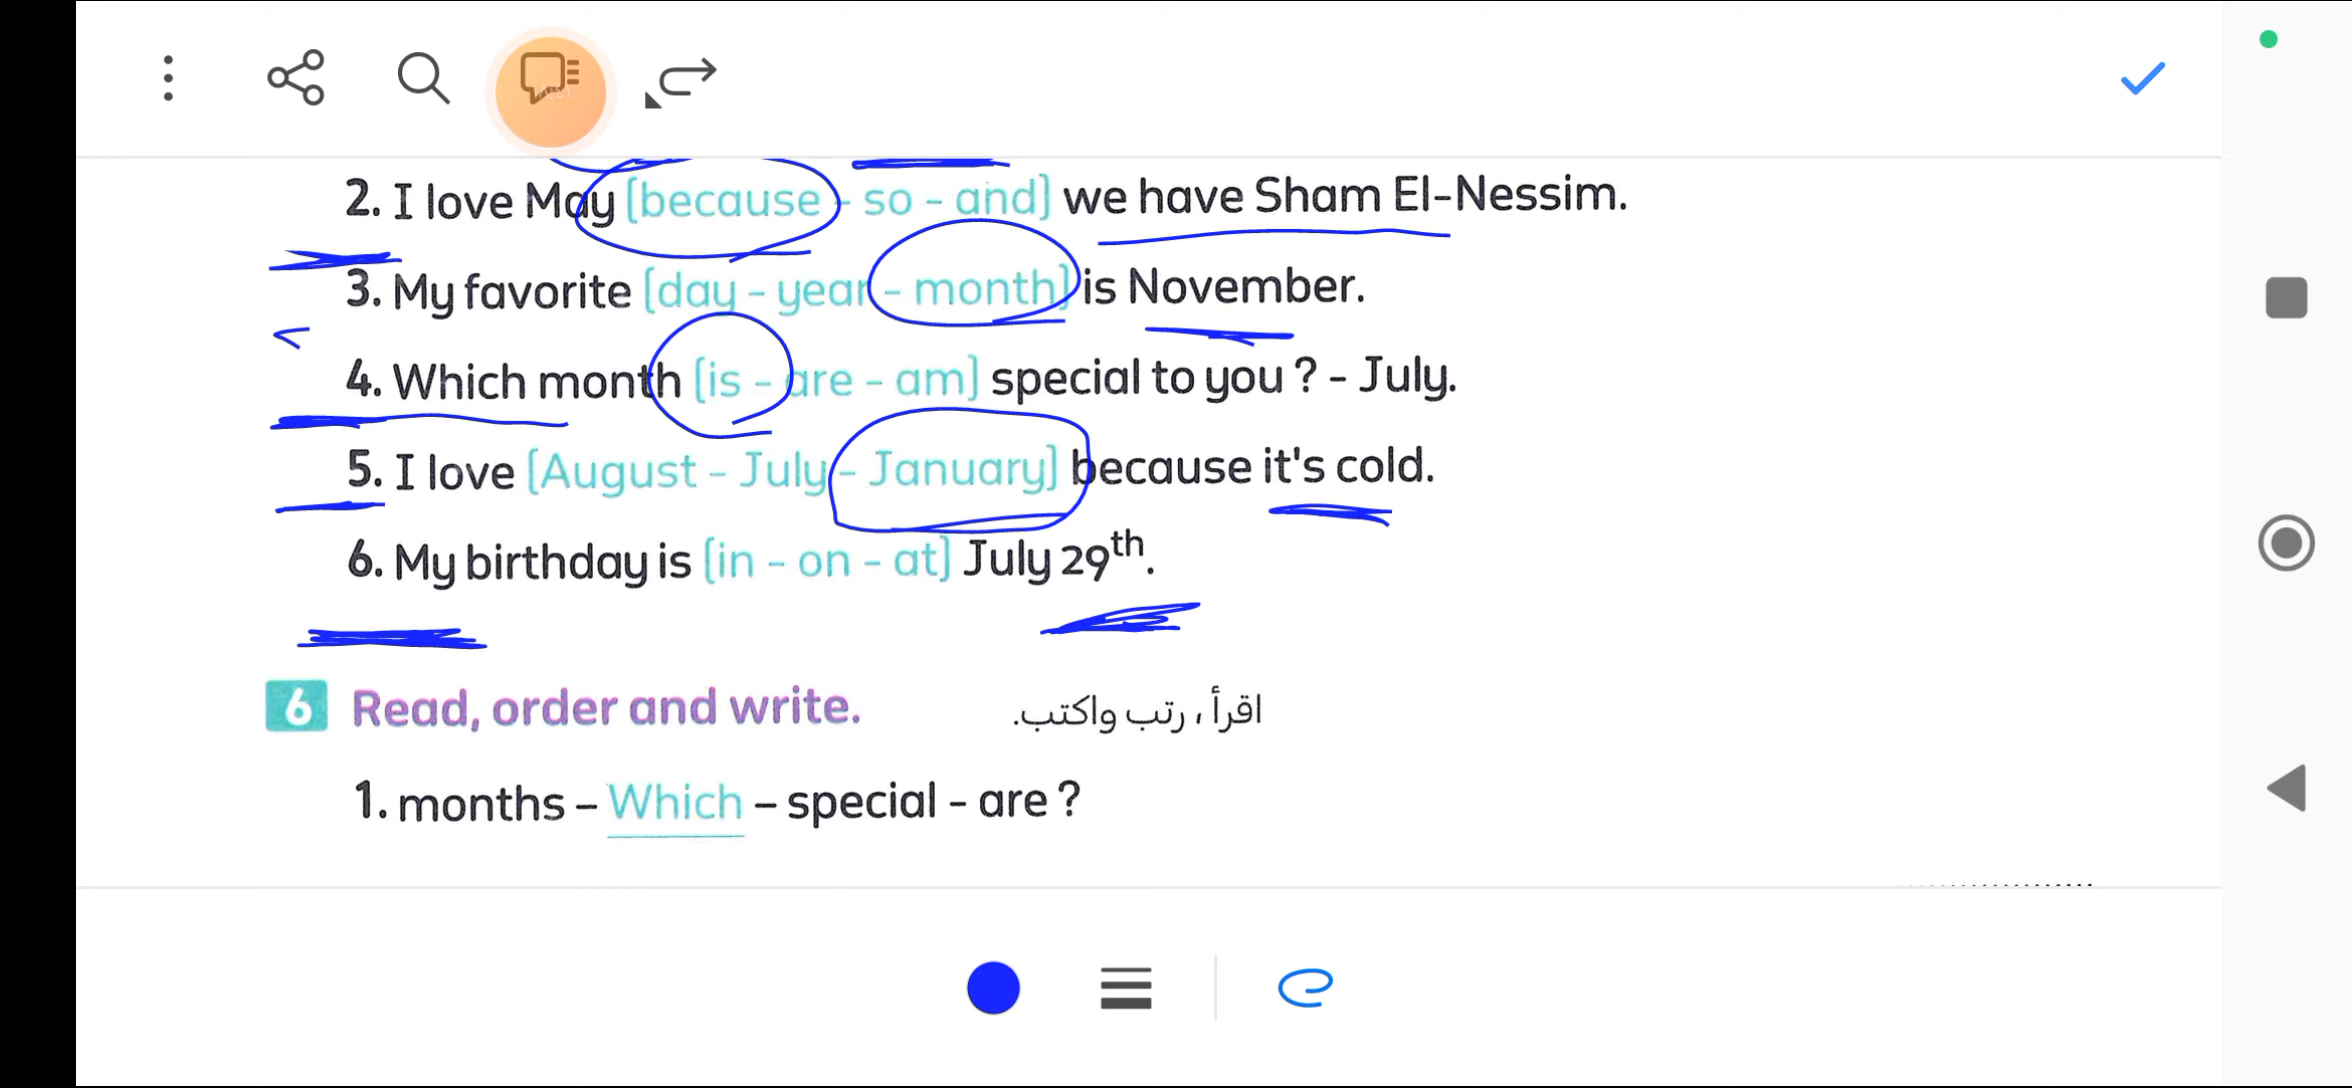 2. I love May [because - so - and] we have Sham El-Nessim.
3. My favorite [day - year - month] is November.
4. Which month [is - are - am] special to you ? - July.
5. I love [August - July - January] because it's cold.
6. My birthday is [in - on - at] July 29th.
6 Read, order and write. اقرأ، رتب واكتب.
1. months – Which – special - are ?